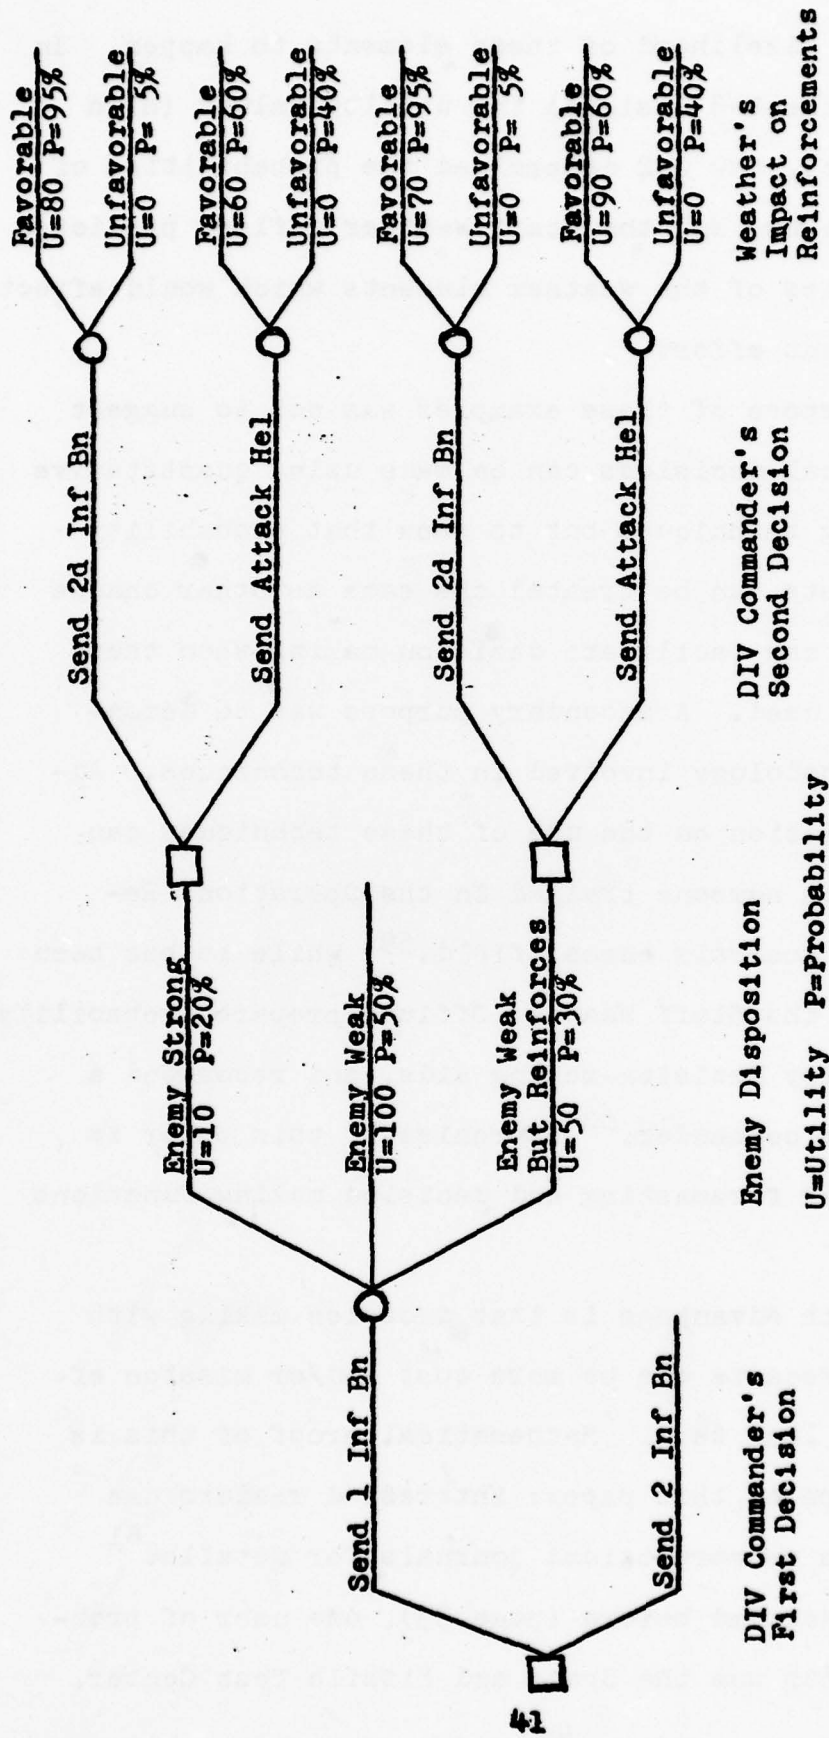 Send 1 Inf Bn
Send 2 Inf Bn
Enemy Strong
U=10 P=20%
Enemy Weak
U=100 P=50%
Enemy Weak
But Reinforces
U=50 P=30%
Send 2d Inf Bn
Send Attack Hel
Send 2d Inf Bn
Send Attack Hel
Favorable
U=80 P=95%
Unfavorable
U=0 P= 5%
Favorable
U=60 P=60%
Unfavorable
U=0 P=40%
Favorable
U=70 P=95%
Unfavorable
U=0 P= 5%
Favorable
U=90 P=60%
Unfavorable
U=0 P=40%
DIV Commander's
First Decision
Enemy Disposition
DIV Commander's
Second Decision
Weather's
Impact on
Reinforcements
U=Utility P=Probability
41